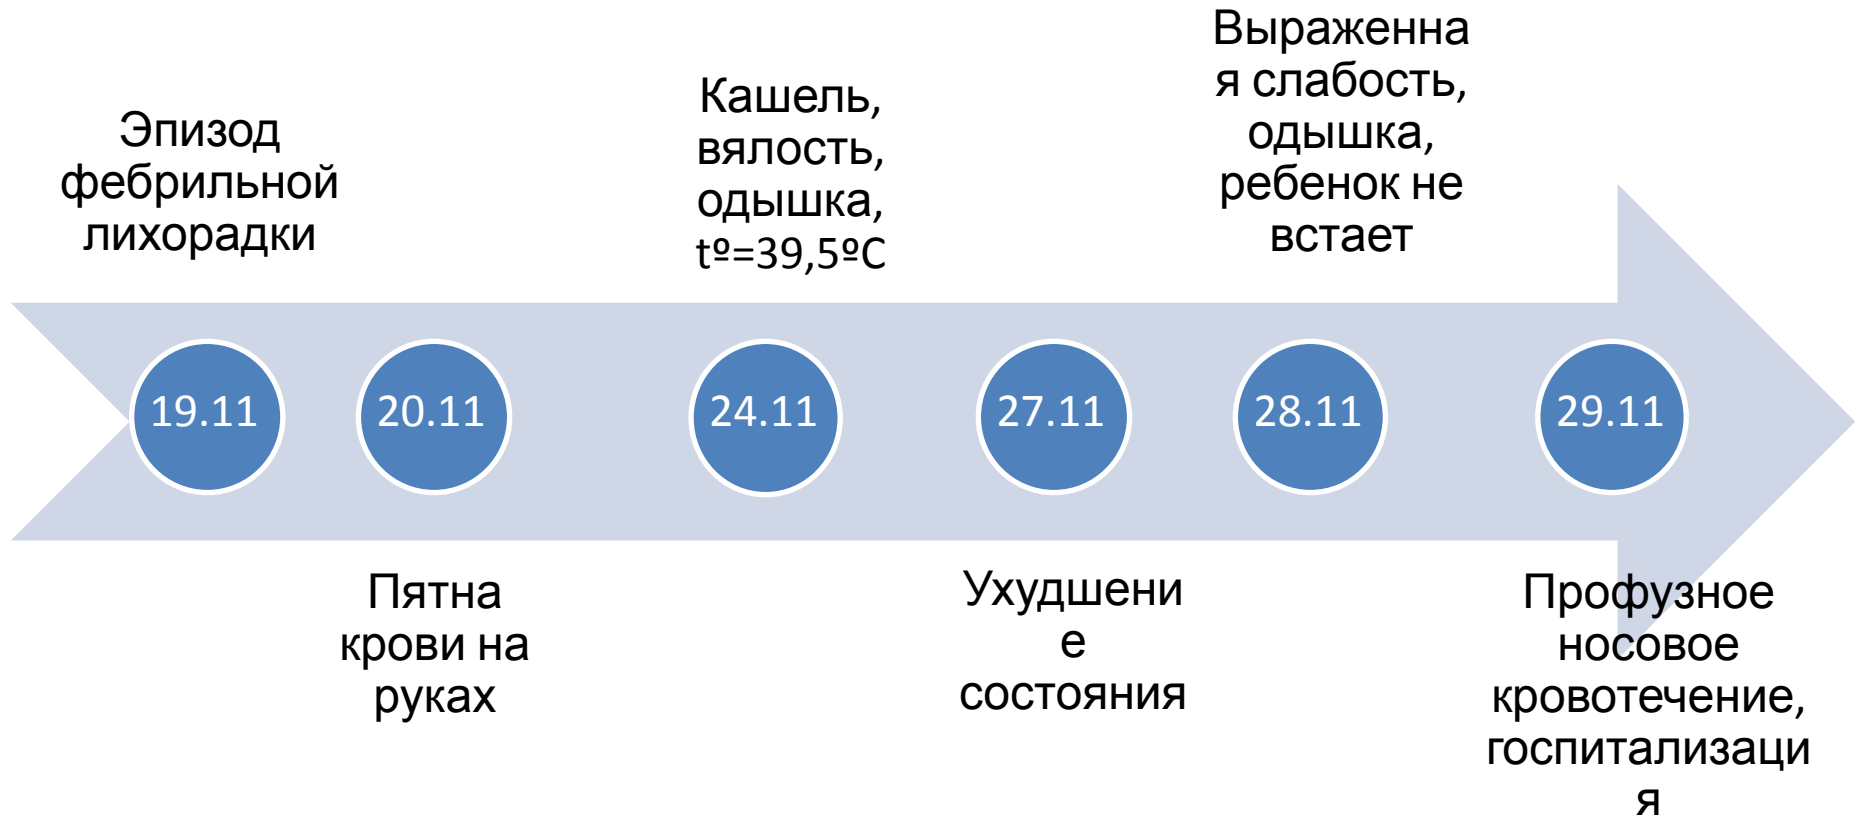 Эпизод
фебрильной
лихорадки
Кашель,
вялость,
одышка,
tº=39,5ºC
Выраженна
я слабость,
одышка,
ребенок не
встает
19.11
20.11
24.11
27.11
28.11
29.11
Пятна
крови на
руках
Ухудшени
е
состояния
Профузное
носовое
кровотечение,
госпитализаци
я